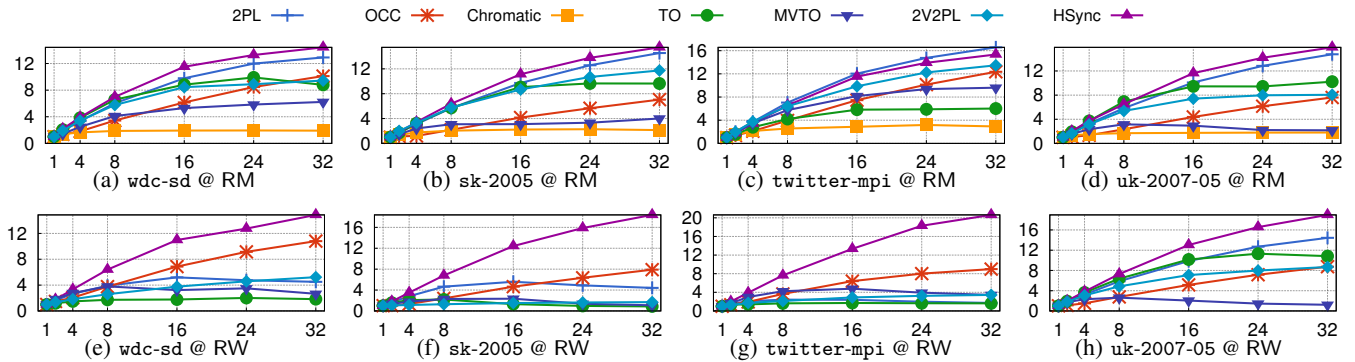 2PL OCC Chromatic TO MVTO 2V2PL HSync
0 4 8 12
1 4 8 16 24 32
(a) wdc-sd @ RM
0 4 8 12
1 4 8 16 24 32
(b) sk-2005 @ RM
0 4 8 12 16
1 4 8 16 24 32
(c) twitter-mpi @ RM
0 4 8 12
1 4 8 16 24 32
(d) uk-2007-05 @ RM
0 4 8 12
1 4 8 16 24 32
(e) wdc-sd @ RW
0 4 8 12 16
1 4 8 16 24 32
(f) sk-2005 @ RW
0 4 8 12 16 20
1 4 8 16 24 32
(g) twitter-mpi @ RW
0 4 8 12 16
1 4 8 16 24 32
(h) uk-2007-05 @ RW